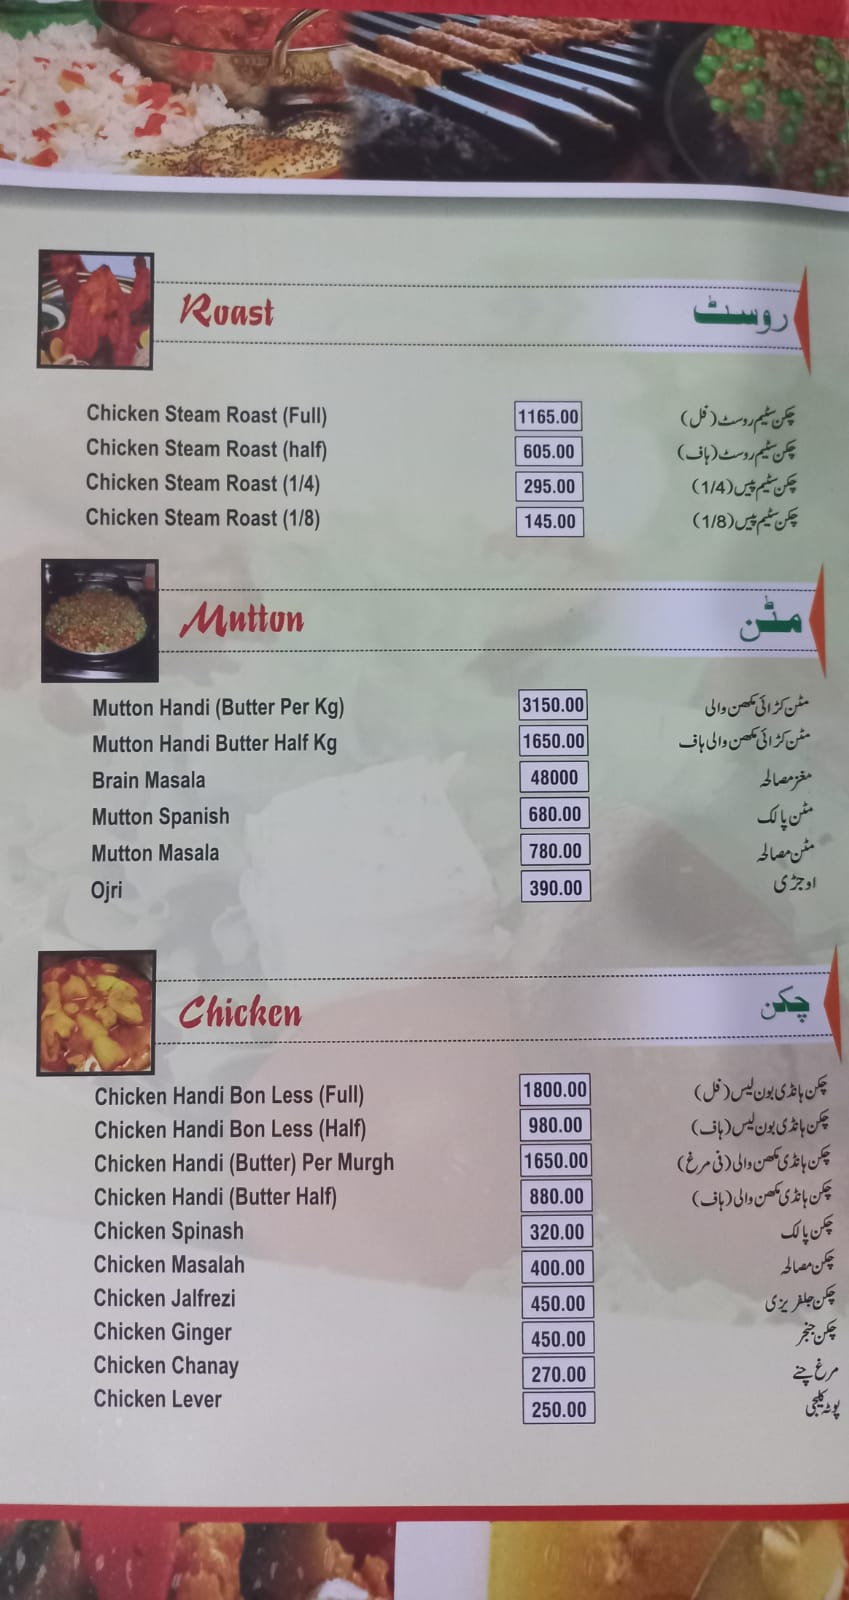 Roast روسٹ
Chicken Steam Roast (Full) 1165.00 چکن سٹیم روسٹ (فل)
Chicken Steam Roast (half) 605.00 چکن سٹیم روسٹ (ہاف)
Chicken Steam Roast (1/4) 295.00 چکن سٹیم پیس (1/4)
Chicken Steam Roast (1/8) 145.00 چکن سٹیم پیس (1/8)
Mutton مٹن
Mutton Handi (Butter Per Kg) 3150.00 مٹن کڑائی مکھن والی
Mutton Handi Butter Half Kg 1650.00 مٹن کڑائی مکھن والی ہاف
Brain Masala 48000 مغز مصالحہ
Mutton Spanish 680.00 مٹن پالک
Mutton Masala 780.00 مٹن مصالحہ
Ojri 390.00 اوجڑی
Chicken چکن
Chicken Handi Bon Less (Full) 1800.00 چکن ہانڈی بون لیس (فل)
Chicken Handi Bon Less (Half) 980.00 چکن ہانڈی بون لیس (ہاف)
Chicken Handi (Butter) Per Murgh 1650.00 چکن ہانڈی مکھن والی (فی مرغ)
Chicken Handi (Butter Half) 880.00 چکن ہانڈی مکھن والی (ہاف)
Chicken Spinash 320.00 چکن پالک
Chicken Masalah 400.00 چکن مصالحہ
Chicken Jalfrezi 450.00 چکن جلفریزی
Chicken Ginger 450.00 چکن جنجر
Chicken Chanay 270.00 مرغ چنے
Chicken Lever 250.00 پوٹہ کلیجی